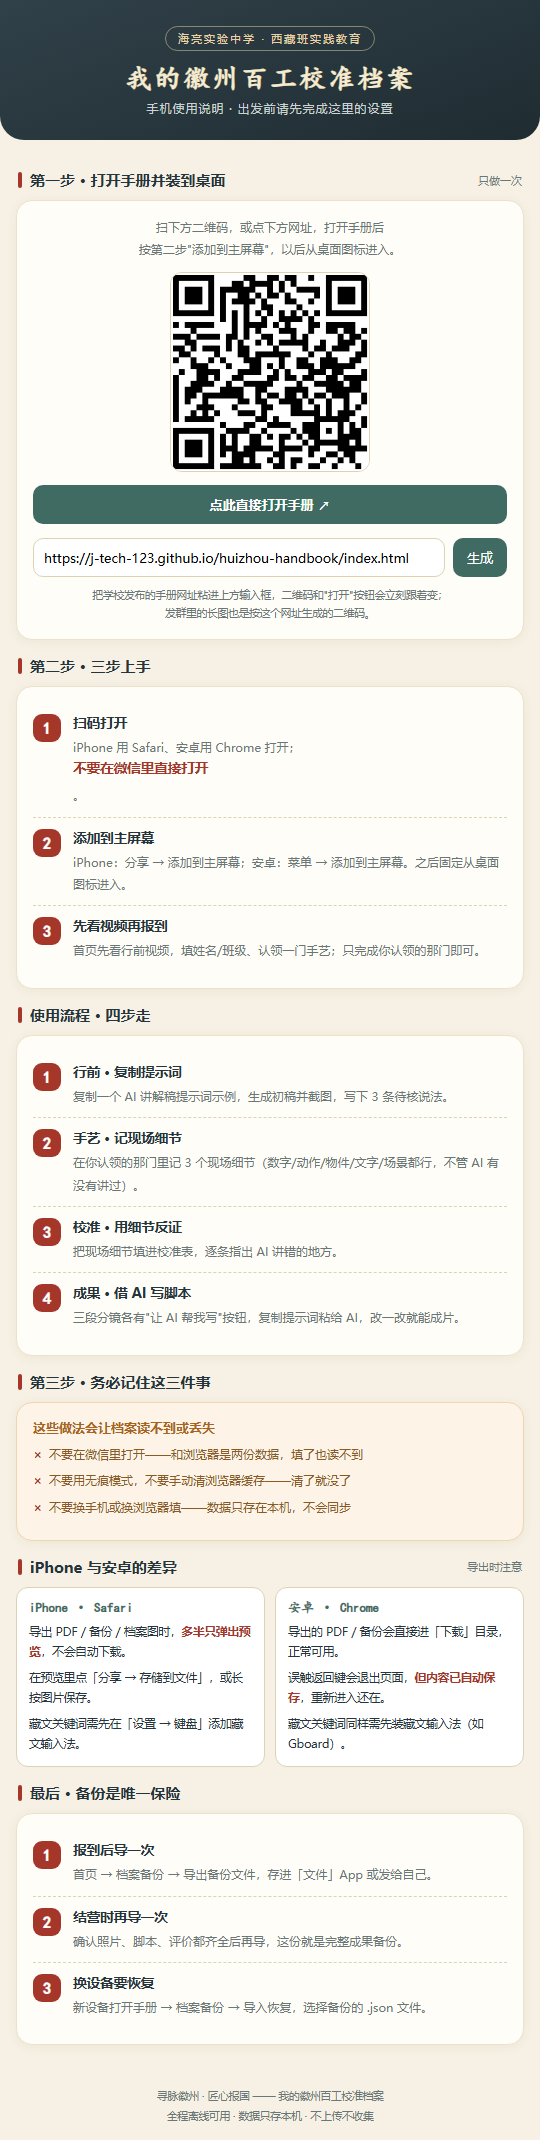 海亮实验中学 · 西藏班实践教育
我的徽州百工校准档案
手机使用说明 · 出发前请先完成这里的设置
第一步 • 打开手册并装到桌面
只做一次
扫下方二维码，或点下方网址，打开手册后
按第二步"添加到主屏幕"，以后从桌面图标进入。
点此直接打开手册 ↗
https://j-tech-123.github.io/huizhou-handbook/index.html
生成
把学校发布的手册网址粘进上方输入框，二维码和"打开"按钮会立刻跟着变；
发群里的长图也是按这个网址生成的二维码。
第二步 • 三步上手
1
扫码打开
iPhone 用 Safari、安卓用 Chrome 打开；
不要在微信里直接打开
。
2
添加到主屏幕
iPhone：分享 → 添加到主屏幕；安卓：菜单 → 添加到主屏幕。之后固定从桌面
图标进入。
3
先看视频再报到
首页先看行前视频，填姓名/班级、认领一门手艺；只完成你认领的那门即可。
使用流程 • 四步走
1
行前 • 复制提示词
复制一个 AI 讲解稿提示词示例，生成初稿并截图，写下 3 条待核说法。
2
手艺 • 记现场细节
在你认领的那门里记 3 个现场细节（数字/动作/物件/文字/场景都行，不管 AI 有
没有讲过）。
3
校准 • 用细节反证
把现场细节填进校准表，逐条指出 AI 讲错的地方。
4
成果 • 借 AI 写脚本
三段分镜各有"让 AI 帮我写"按钮，复制提示词粘给 AI，改一改就能成片。
第三步 • 务必记住这三件事
这些做法会让档案读不到或丢失
× 不要在微信里打开——和浏览器是两份数据，填了也读不到
× 不要用无痕模式，不要手动清浏览器缓存——清了就没了
× 不要换手机或换浏览器填——数据只存在本机，不会同步
iPhone 与安卓的差异
导出时注意
iPhone • Safari
导出 PDF / 备份 / 档案图时，多半只弹出预
览，不会自动下载。
在预览里点「分享 → 存储到文件」，或长
按图片保存。
藏文关键词需先在「设置 → 键盘」添加藏
文输入法。
安卓 • Chrome
导出的 PDF / 备份会直接进「下载」目录，
正常可用。
误触返回键会退出页面，但内容已自动保
存，重新进入还在。
藏文关键词同样需先装藏文输入法（如
Gboard）。
最后 • 备份是唯一保险
1
报到后导一次
首页 → 档案备份 → 导出备份文件，存进「文件」App 或发给自己。
2
结营时再导一次
确认照片、脚本、评价都齐全后再导，这份就是完整成果备份。
3
换设备要恢复
新设备打开手册 → 档案备份 → 导入恢复，选择备份的 .json 文件。
寻脉徽州 · 匠心报国 —— 我的徽州百工校准档案
全程离线可用 · 数据只存本机 · 不上传不收集